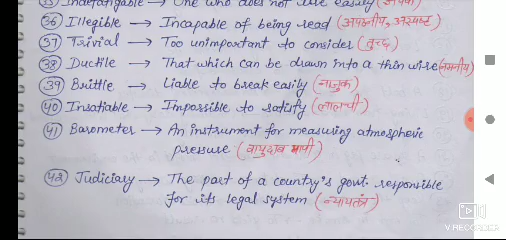 35) Indefatigable → One who does not tire easily (अथक)
36 Illegible → Incapable of being read (अपठनीय, अस्पष्ट)
37 Trivial → Too unimportant to consider (तुच्छ)
38 Ductile → That which can be drawn into a thin wire (नमनीय)
39 Brittle → Liable to break easily (नाजुक)
40 Insatiable → Impossible to satisfy (लालची)
41 Barometer → An instrument for measuring atmospheric
pressure (वायुदाब मापी)
42 Judiciary → The part of a country's govt. responsible
for its legal system (न्यायतंत्र)